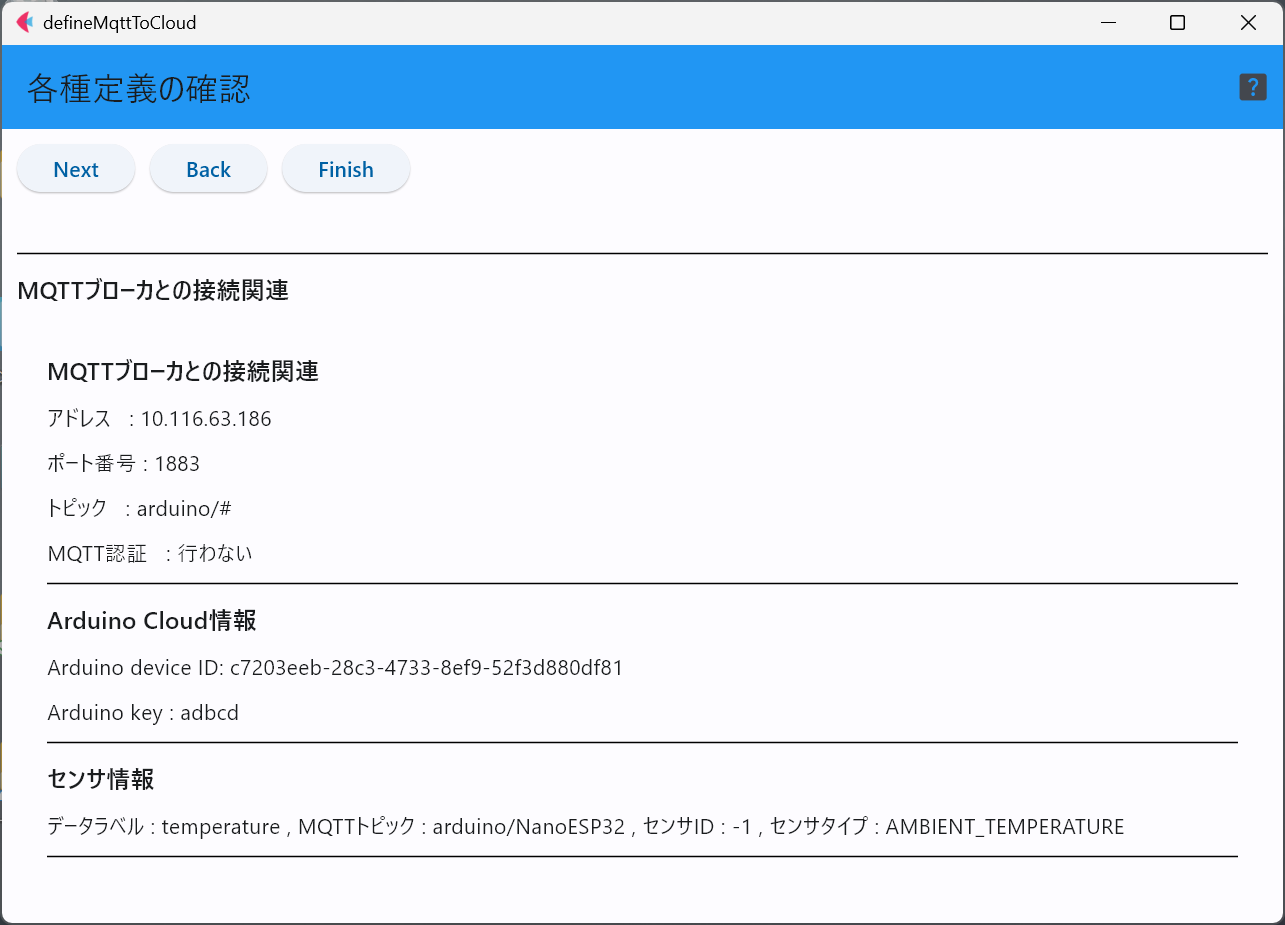 defineMqttToCloud
各種定義の確認
?
Next Back Finish
MQTTブローカとの接続関連
MQTTブローカとの接続関連
アドレス : 10.116.63.186
ポート番号 : 1883
トピック : arduino/#
MQTT認証 : 行わない
Arduino Cloud情報
Arduino device ID: c7203eeb-28c3-4733-8ef9-52f3d880df81
Arduino key : adbcd
センサ情報
データラベル : temperature , MQTTトピック : arduino/NanoESP32 , センサID : -1 , センサタイプ : AMBIENT_TEMPERATURE